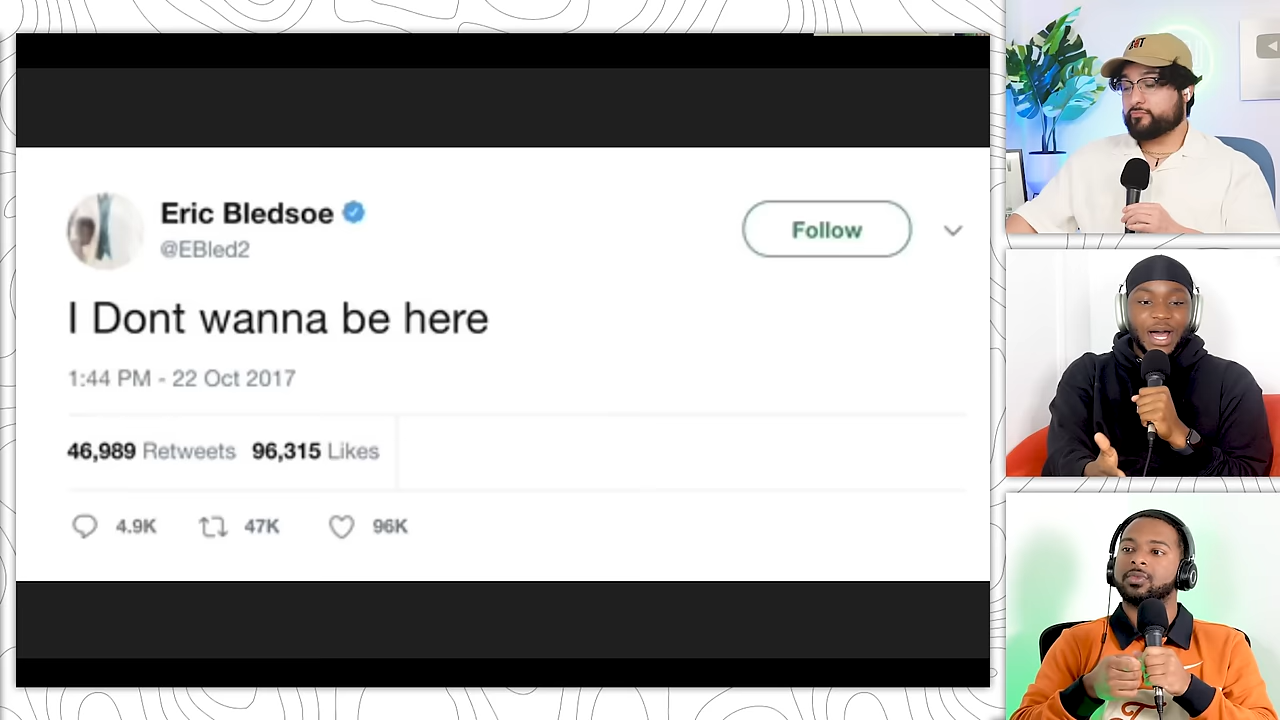 Eric Bledsoe
@EBled2
Follow
I Dont wanna be here
1:44 PM - 22 Oct 2017
46,989 Retweets 96,315 Likes
4.9K 47K 96K